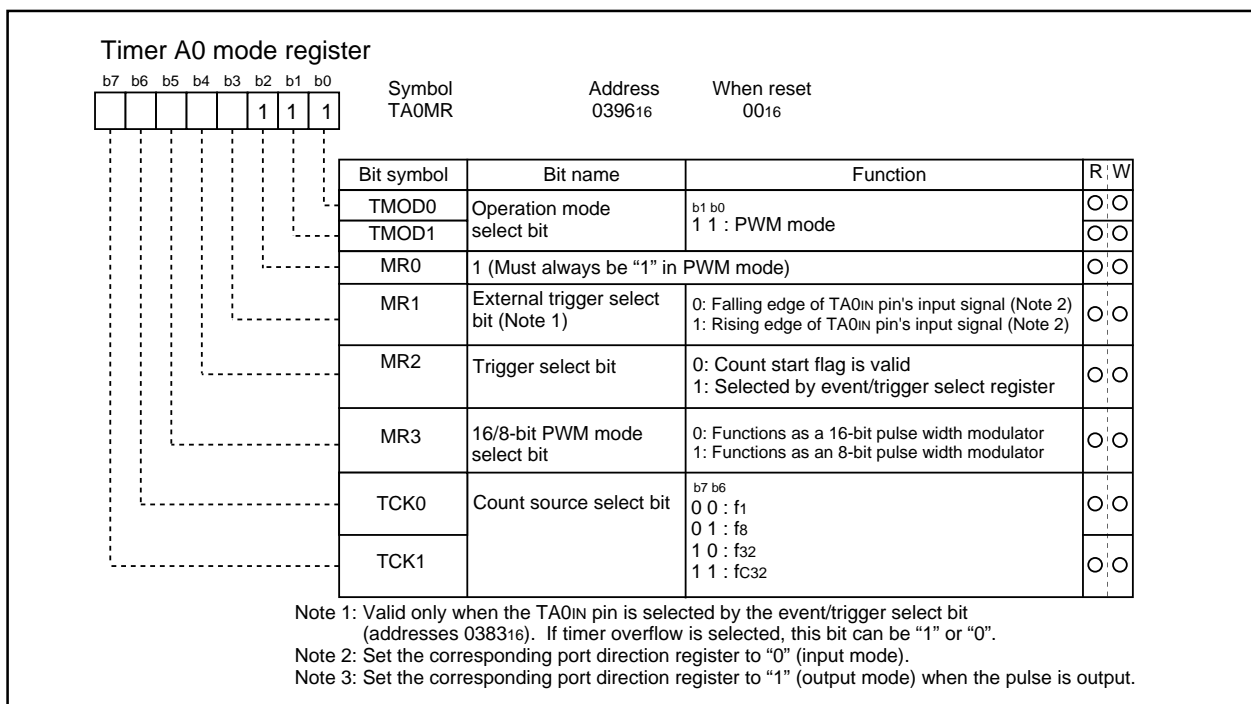 Timer A0 mode register
b7 b6 b5 b4 b3 b2 b1 b0
1 1 1
Symbol Address When reset
TA0MR 039616 0016
Bit symbol Bit name Function R W
TMOD0 Operation mode select bit b1 b0
TMOD1 1 1 : PWM mode
MR0 1 (Must always be “1” in PWM mode)
MR1 External trigger select bit (Note 1) 0: Falling edge of TA0IN pin's input signal (Note 2)
1: Rising edge of TA0IN pin's input signal (Note 2)
MR2 Trigger select bit 0: Count start flag is valid
1: Selected by event/trigger select register
MR3 16/8-bit PWM mode select bit 0: Functions as a 16-bit pulse width modulator
1: Functions as an 8-bit pulse width modulator
TCK0 Count source select bit b7 b6
0 0 : f1
0 1 : f8
TCK1 1 0 : f32
1 1 : fC32
Note 1: Valid only when the TA0IN pin is selected by the event/trigger select bit
(addresses 038316). If timer overflow is selected, this bit can be “1” or “0”.
Note 2: Set the corresponding port direction register to “0” (input mode).
Note 3: Set the corresponding port direction register to “1” (output mode) when the pulse is output.